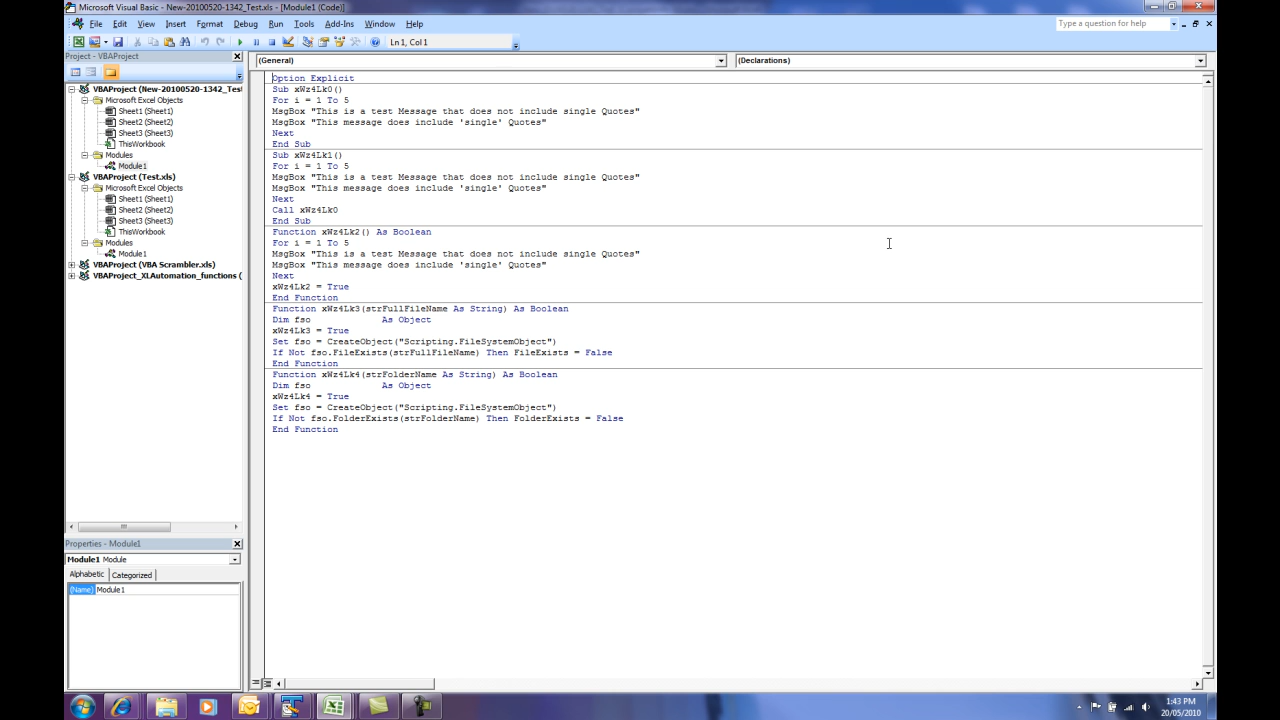 Microsoft Visual Basic - New-20100520-1342_Test.xls - [Module1 (Code)]
File Edit View Insert Format Debug Run Tools Add-Ins Window Help
Type a question for help
Ln 1, Col 1
Project - VBAProject
(General)
(Declarations)
VBAProject (New-20100520-1342_Test
Microsoft Excel Objects
Sheet1 (Sheet1)
Sheet2 (Sheet2)
Sheet3 (Sheet3)
ThisWorkbook
Modules
Module1
VBAProject (Test.xls)
Microsoft Excel Objects
Sheet1 (Sheet1)
Sheet2 (Sheet2)
Sheet3 (Sheet3)
ThisWorkbook
Modules
Module1
VBAProject (VBA Scrambler.xls)
VBAProject_XLAutomation_functions (
Properties - Module1
Module1 Module
Alphabetic Categorized
(Name) Module1
Option Explicit
Sub xWz4Lk0()
For i = 1 To 5
MsgBox "This is a test Message that does not include single Quotes"
MsgBox "This message does include 'single' Quotes"
Next
End Sub
Sub xWz4Lk1()
For i = 1 To 5
MsgBox "This is a test Message that does not include single Quotes"
MsgBox "This message does include 'single' Quotes"
Next
Call xWz4Lk0
End Sub
Function xWz4Lk2() As Boolean
For i = 1 To 5
MsgBox "This is a test Message that does not include single Quotes"
MsgBox "This message does include 'single' Quotes"
Next
xWz4Lk2 = True
End Function
Function xWz4Lk3(strFullFileName As String) As Boolean
Dim fso As Object
xWz4Lk3 = True
Set fso = CreateObject("Scripting.FileSystemObject")
If Not fso.FileExists(strFullFileName) Then FileExists = False
End Function
Function xWz4Lk4(strFolderName As String) As Boolean
Dim fso As Object
xWz4Lk4 = True
Set fso = CreateObject("Scripting.FileSystemObject")
If Not fso.FolderExists(strFolderName) Then FolderExists = False
End Function
1:43 PM
20/05/2010